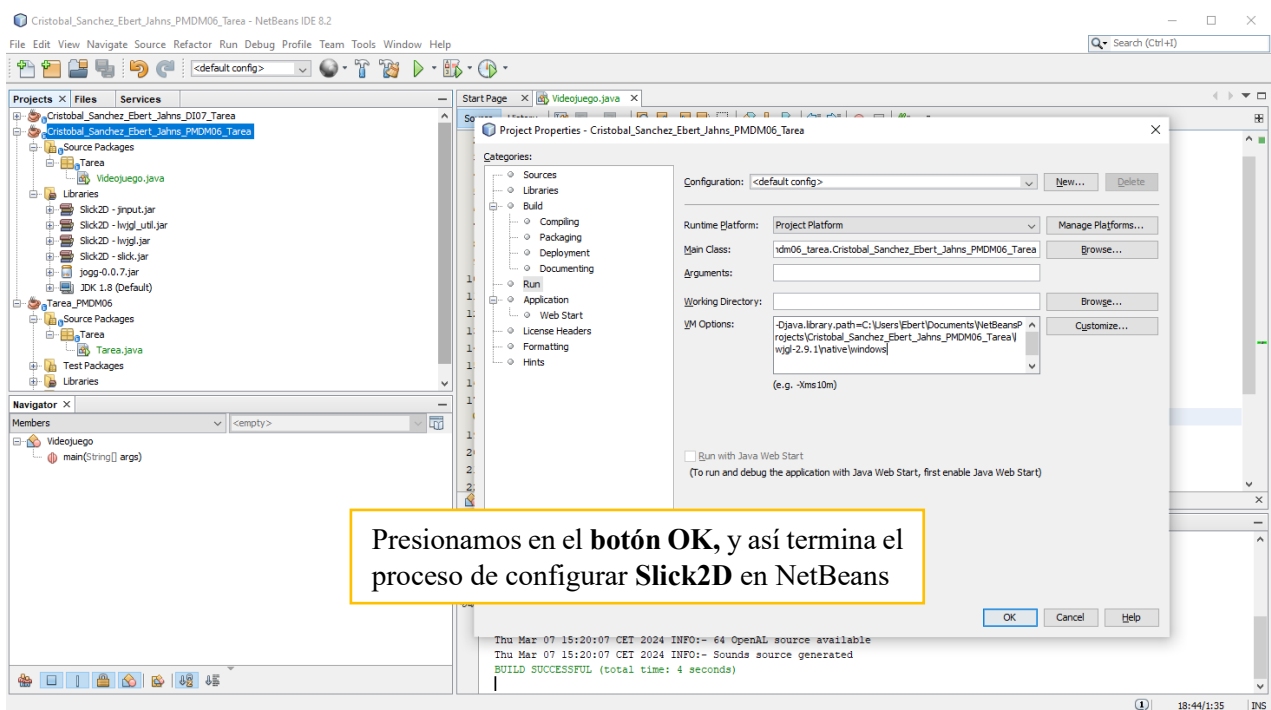 Cristobal_Sanchez_Ebert_Jahns_PMDM06_Tarea - NetBeans IDE 8.2
File Edit View Navigate Source Refactor Run Debug Profile Team Tools Window Help
Search (Ctrl+I)
<default config>
Projects Files Services
Cristobal_Sanchez_Ebert_Jahns_DI07_Tarea
Cristobal_Sanchez_Ebert_Jahns_PMDM06_Tarea
Source Packages
Tarea
Videojuego.java
Libraries
Slick2D - jinput.jar
Slick2D - lwjgl_util.jar
Slick2D - lwjgl.jar
Slick2D - slick.jar
jogg-0.0.7.jar
JDK 1.8 (Default)
Tarea_PMDM06
Source Packages
Tarea
Tarea.java
Test Packages
Libraries
Navigator
Members
<empty>
Videojuego
main(String[] args)
Start Page Videojuego.java
Project Properties - Cristobal_Sanchez_Ebert_Jahns_PMDM06_Tarea
Categories:
Sources
Libraries
Build
Compiling
Packaging
Deployment
Documenting
Run
Application
Web Start
License Headers
Formatting
Hints
Configuration: <default config> New... Delete
Runtime Platform: Project Platform Manage Platforms...
Main Class: dm06_tarea.Cristobal_Sanchez_Ebert_Jahns_PMDM06_Tarea Browse...
Arguments:
Working Directory: Browse...
VM Options: -Djava.library.path=C:\Users\Ebert\Documents\NetBeansP Customize...
rojects\Cristobal_Sanchez_Ebert_Jahns_PMDM06_Tarea\l
wjgl-2.9.1\native\windows
(e.g. -Xms10m)
Run with Java Web Start
(To run and debug the application with Java Web Start, first enable Java Web Start)
Presionamos en el botón OK, y así termina el
proceso de configurar Slick2D en NetBeans
OK Cancel Help
Thu Mar 07 15:20:07 CET 2024 INFO:- 64 OpenAL source available
Thu Mar 07 15:20:07 CET 2024 INFO:- Sounds source generated
BUILD SUCCESSFUL (total time: 4 seconds)
1 18:44/1:35 INS